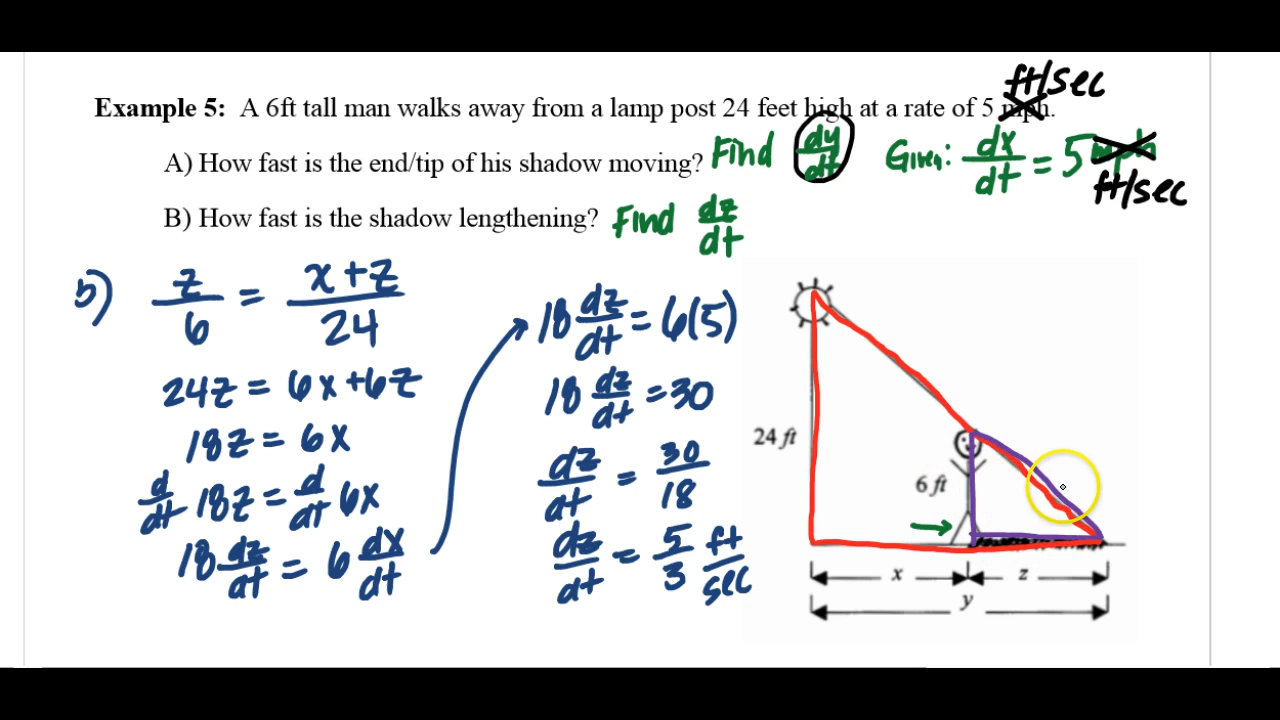 ft/sec
Example 5: A 6ft tall man walks away from a lamp post 24 feet high at a rate of 5 mph.
A) How fast is the end/tip of his shadow moving? Find dy/dt Given: dx/dt = 5 mph
ft/sec
B) How fast is the shadow lengthening? Find dz/dt
b) z/6 = x+z/24
24z = 6x+6z
18z = 6x
d/dt 18z = d/dt 6x
18 dz/dt = 6 dx/dt
18 dz/dt = 6(5)
18 dz/dt = 30
dz/dt = 30/18
dz/dt = 5/3 ft/sec
24 ft
6 ft
x
z
y